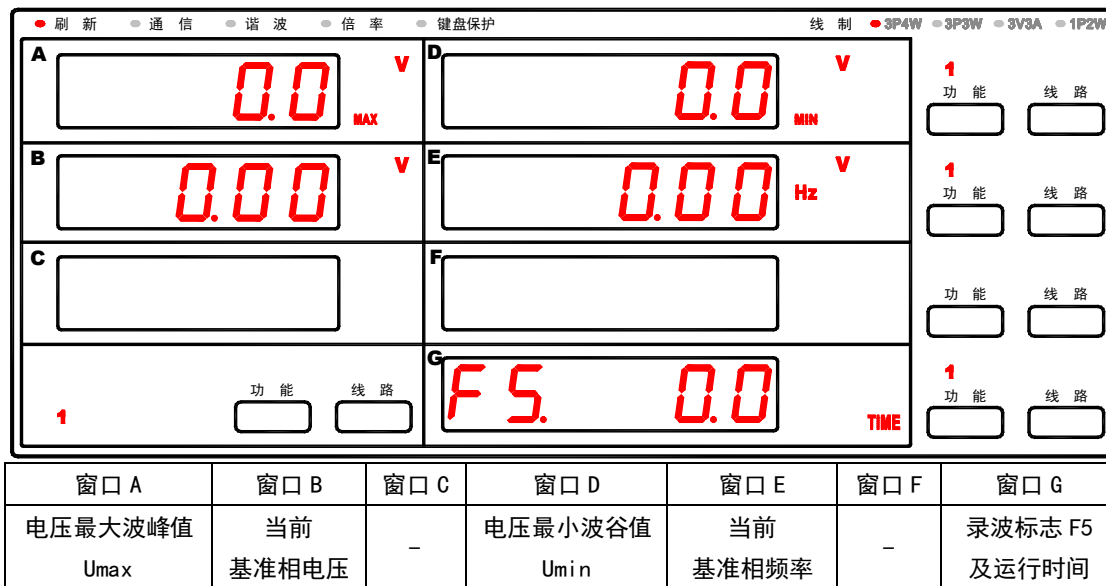 刷 新 通 信 谐 波 倍 率 键盘保护 线 制 3P4W 3P3W 3V3A 1P2W
A 0.0 V MAX D 0.0 V MIN 1 功 能 线 路
B 0.00 V E 0.00 V Hz 1 功 能 线 路
C F 功 能 线 路
1 功 能 线 路 G F5. 0.0 TIME 1 功 能 线 路
窗口 A 窗口 B 窗口 C 窗口 D 窗口 E 窗口 F 窗口 G
电压最大波峰值 当前 － 电压最小波谷值 当前 － 录波标志 F5
Umax 基准相电压 Umin 基准相频率 及运行时间